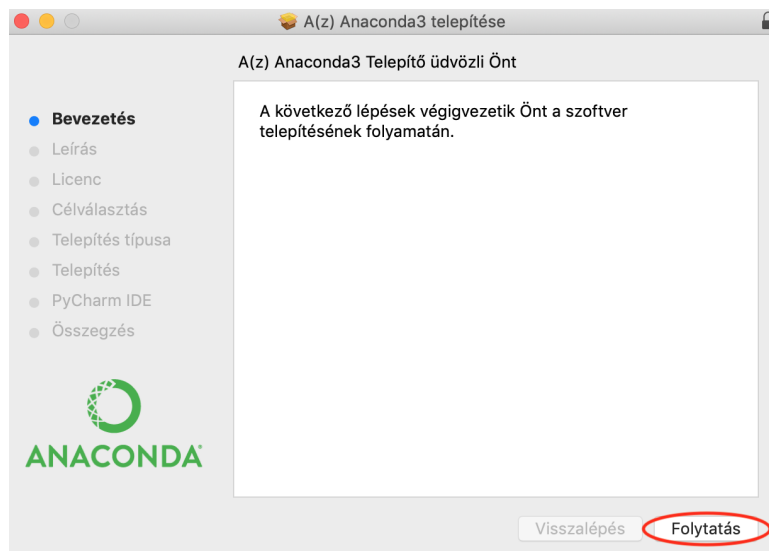 A(z) Anaconda3 telepítése
A(z) Anaconda3 Telepítő üdvözli Önt
Bevezetés
Leírás
Licenc
Célválasztás
Telepítés típusa
Telepítés
PyCharm IDE
Összegzés
A következő lépések végigvezetik Önt a szoftver
telepítésének folyamatán.
ANACONDA
Visszalépés
Folytatás